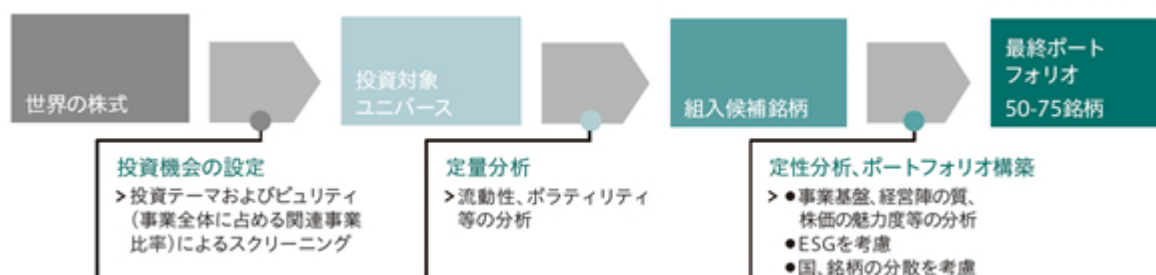 世界の株式
投資対象
ユニバース
組入候補銘柄
最終ポート
フォリオ
50-75銘柄
投資機会の設定
>投資テーマおよびピュリティ
(事業全体に占める関連事業
比率)によるスクリーニング
定量分析
>流動性、ボラティリティ
等の分析
定性分析、ポートフォリオ構築
>●事業基盤、経営陣の質、
株価の魅力度等の分析
●ESGを考慮
●国、銘柄の分散を考慮